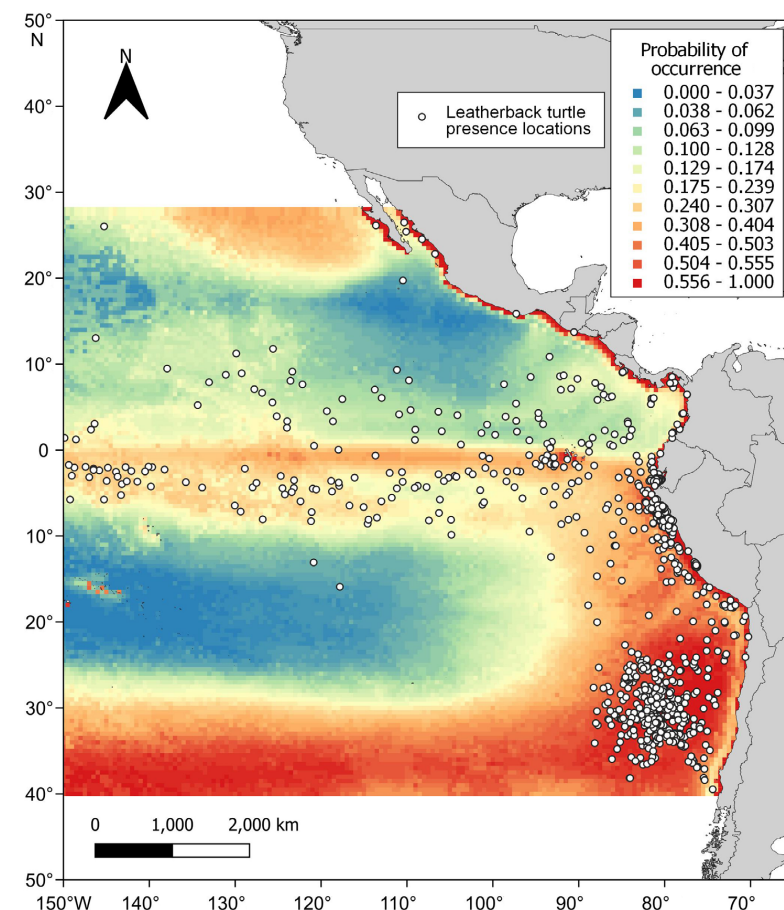 50°
N
40°
30°
20°
10°
0
10°
20°
30°
40°
50°
150°W
140°
130°
120°
110°
100°
90°
80°
70°
N
Leatherback turtle
presence locations
Probability of
occurrence
0.000 - 0.037
0.038 - 0.062
0.063 - 0.099
0.100 - 0.128
0.129 - 0.174
0.175 - 0.239
0.240 - 0.307
0.308 - 0.404
0.405 - 0.503
0.504 - 0.555
0.556 - 1.000
0 1,000 2,000 km